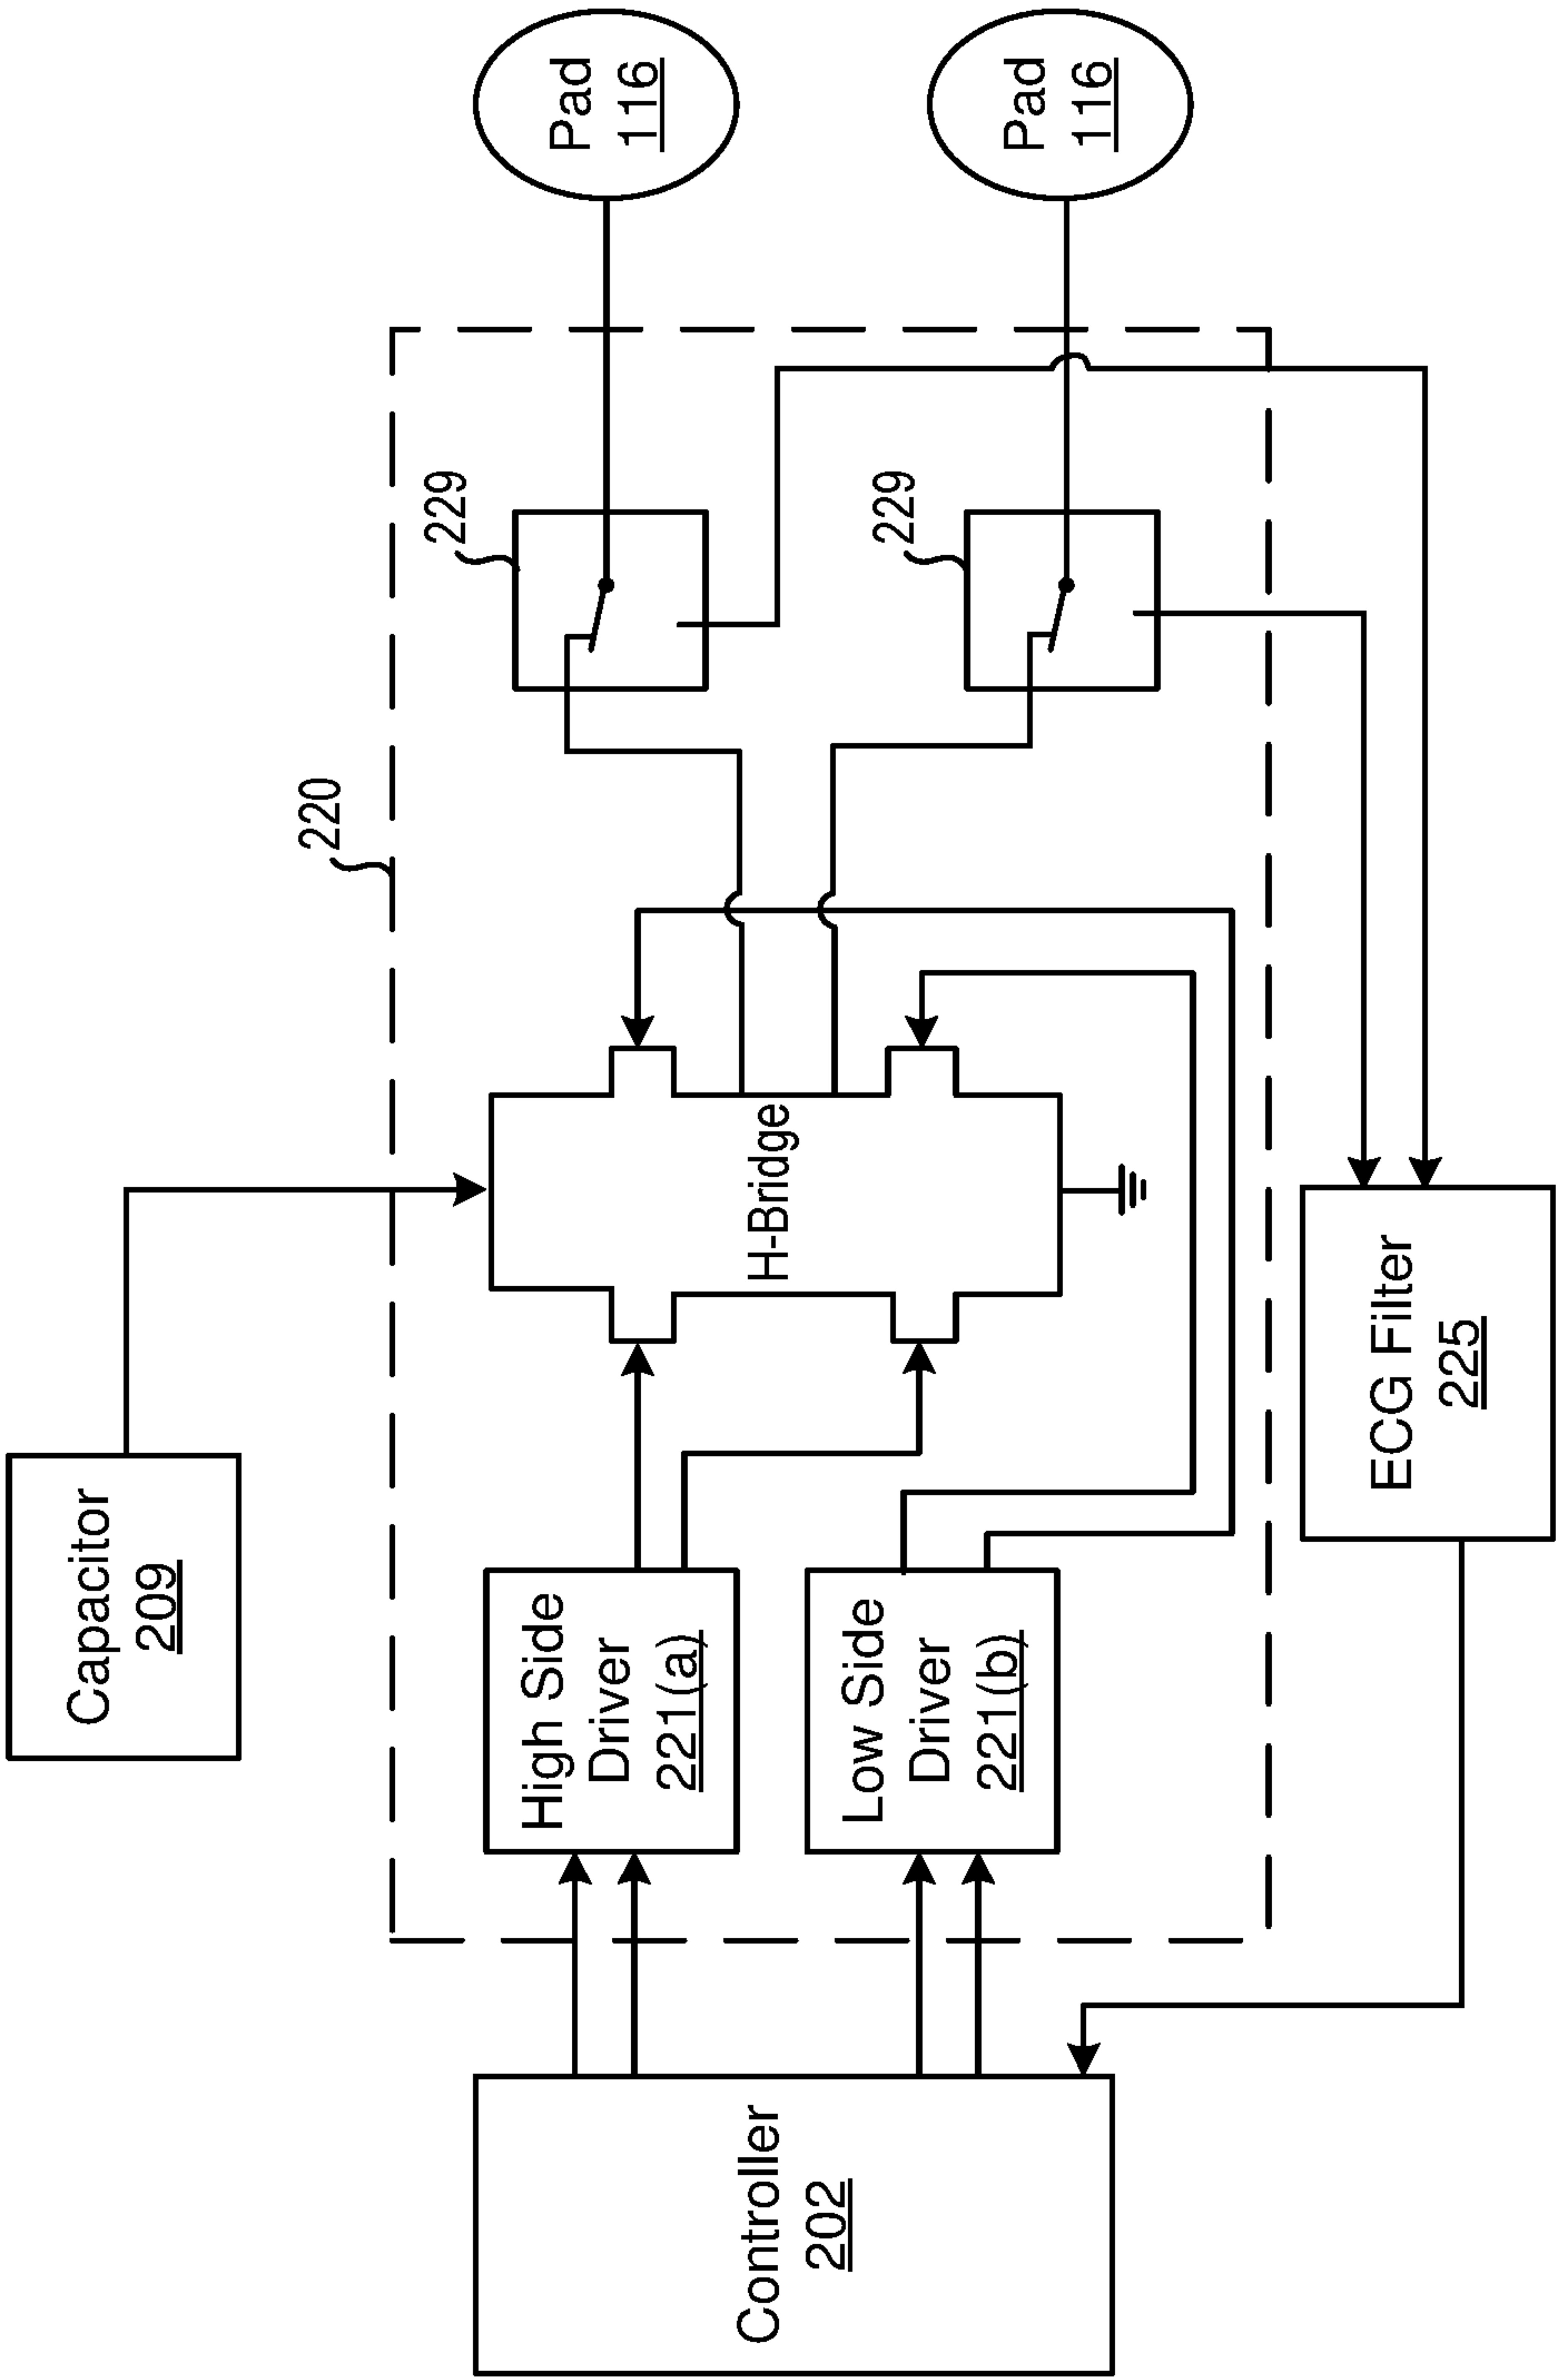 Capacitor
209
220
229
Pad
116
High Side
Driver
221(a)
H-Bridge
Controller
202
Low Side
Driver
221(b)
229
Pad
116
ECG Filter
225